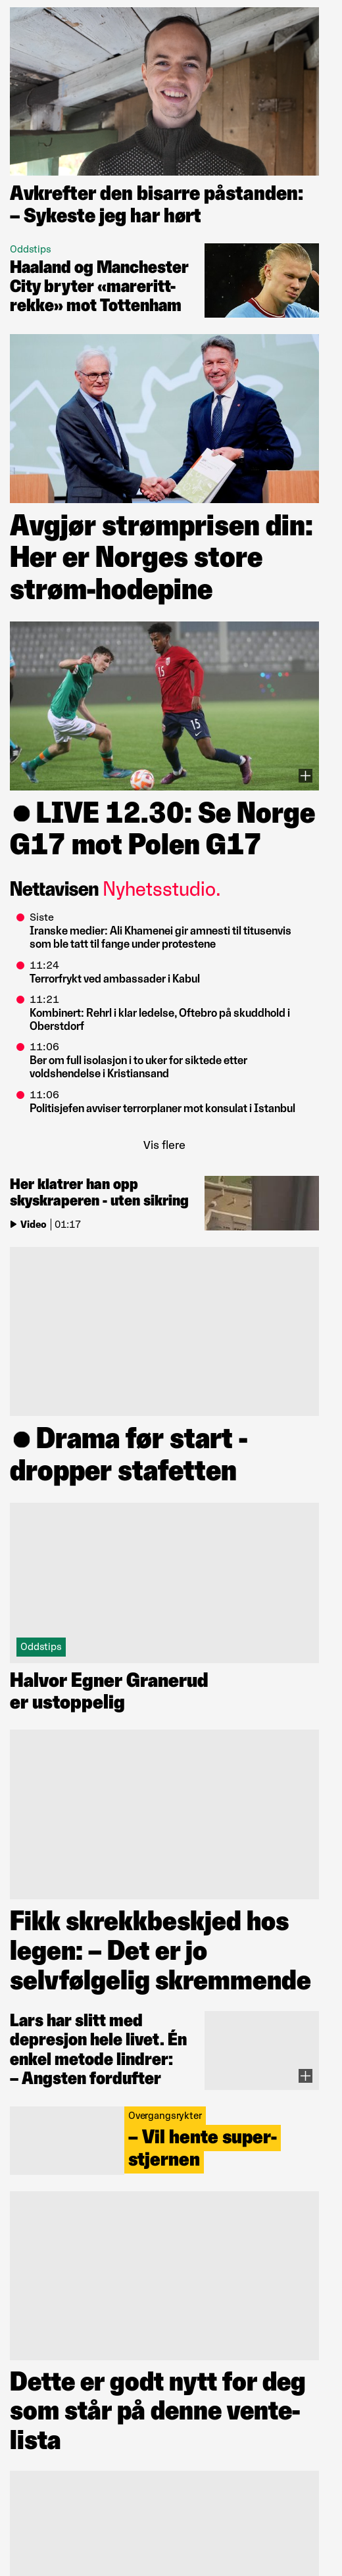 Avkrefter den bisarre påstanden:
– Sykeste jeg har hørt
Oddstips
Haaland og Manchester
City bryter «mareritt-
rekke» mot Tottenham
Avgjør strømprisen din:
Her er Norges store
strøm-hodepine
LIVE 12.30: Se Norge
G17 mot Polen G17
Nettavisen Nyhetsstudio.
Siste
Iranske medier: Ali Khamenei gir amnesti til titusenvis
som ble tatt til fange under protestene
11:24
Terrorfrykt ved ambassader i Kabul
11:21
Kombinert: Rehrl i klar ledelse, Oftebro på skuddhold i
Oberstdorf
11:06
Ber om full isolasjon i to uker for siktede etter
voldshendelse i Kristiansand
11:06
Politisjefen avviser terrorplaner mot konsulat i Istanbul
Vis flere
Her klatrer han opp
skyskraperen - uten sikring
Video 01:17
Drama før start -
dropper stafetten
Oddstips
Halvor Egner Granerud
er ustoppelig
Fikk skrekkbeskjed hos
legen: – Det er jo
selvfølgelig skremmende
Lars har slitt med
depresjon hele livet. Én
enkel metode lindrer:
– Angsten fordufter
Overgangsrykter
– Vil hente super-
stjernen
Dette er godt nytt for deg
som står på denne vente-
lista